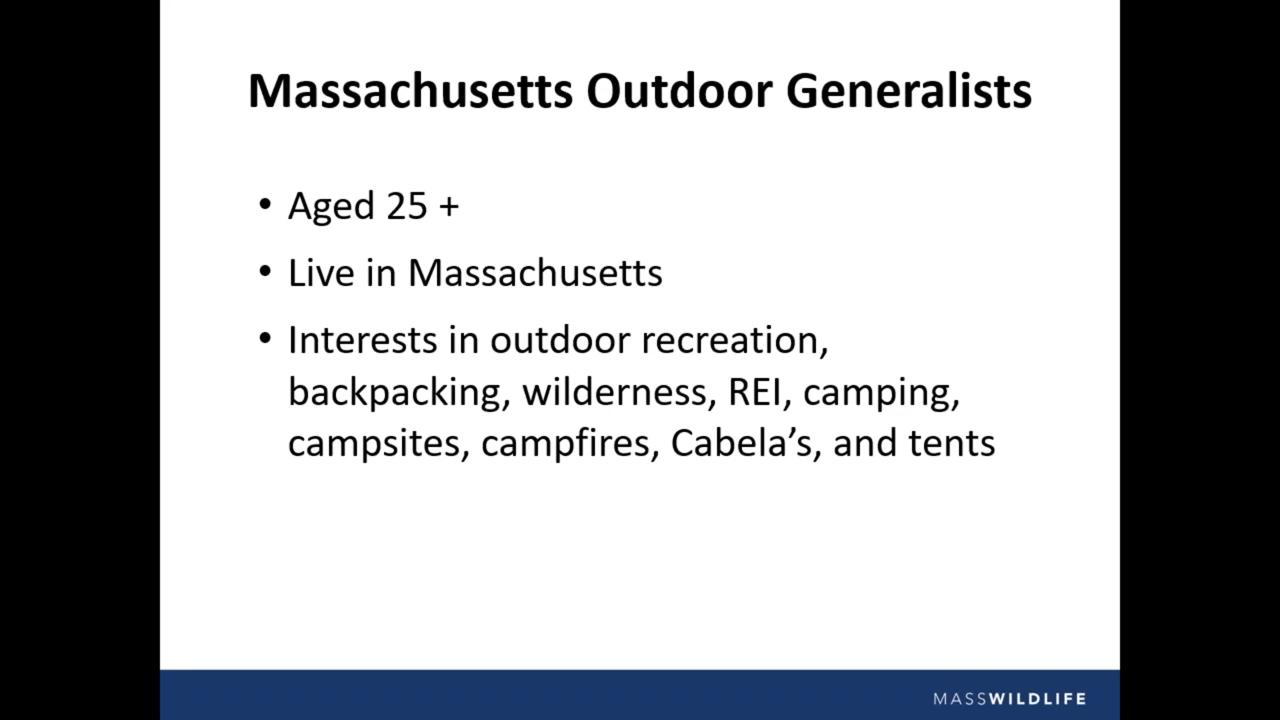 Massachusetts Outdoor Generalists
• Aged 25 +
• Live in Massachusetts
• Interests in outdoor recreation,
backpacking, wilderness, REI, camping,
campsites, campfires, Cabela’s, and tents
MASSWILDLIFE